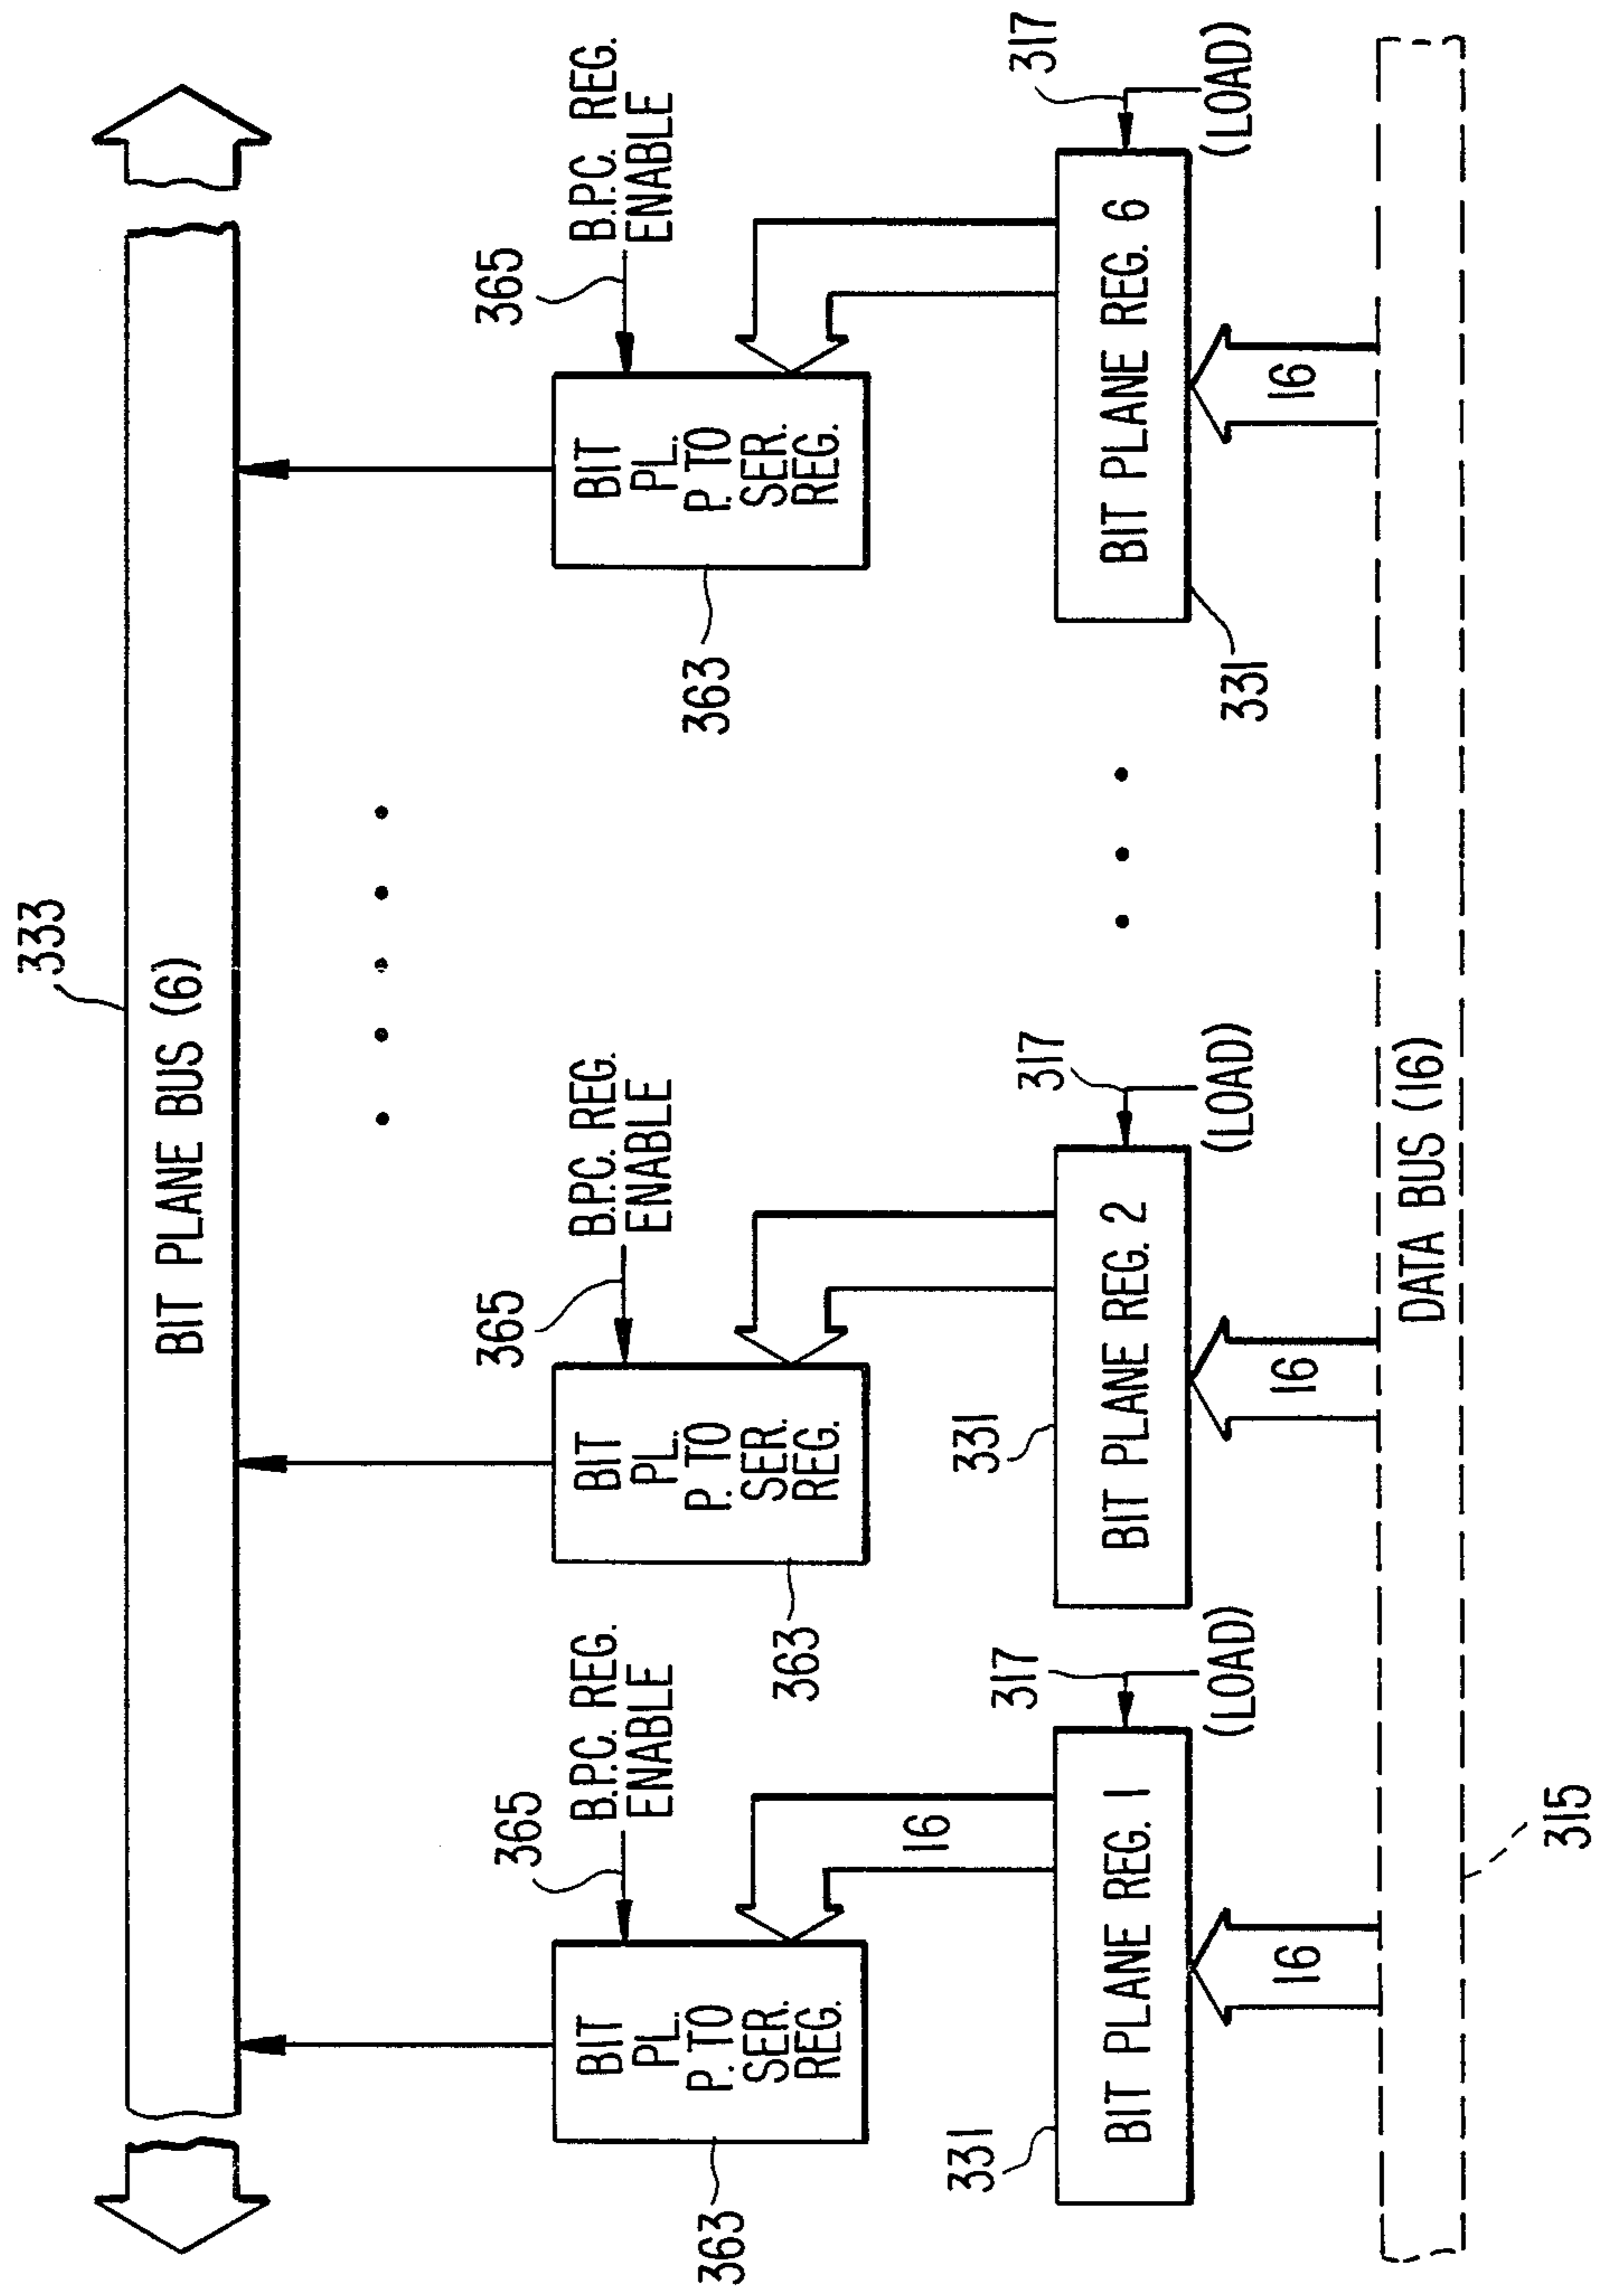 333
BIT PLANE BUS (6)
365
B.P.C. REG.
ENABLE
365
B.P.C. REG.
ENABLE
365
B.P.C. REG.
ENABLE
BIT
PL.
P. TO
SER.
REG.
BIT
PL.
P. TO
SER.
REG.
BIT
PL.
P. TO
SER.
REG.
363
363
363
16
331
317
331
317
317
BIT PLANE REG. 1
BIT PLANE REG. 2
BIT PLANE REG. 6
(LOAD)
(LOAD)
331
(LOAD)
16
16
16
DATA BUS (16)
315